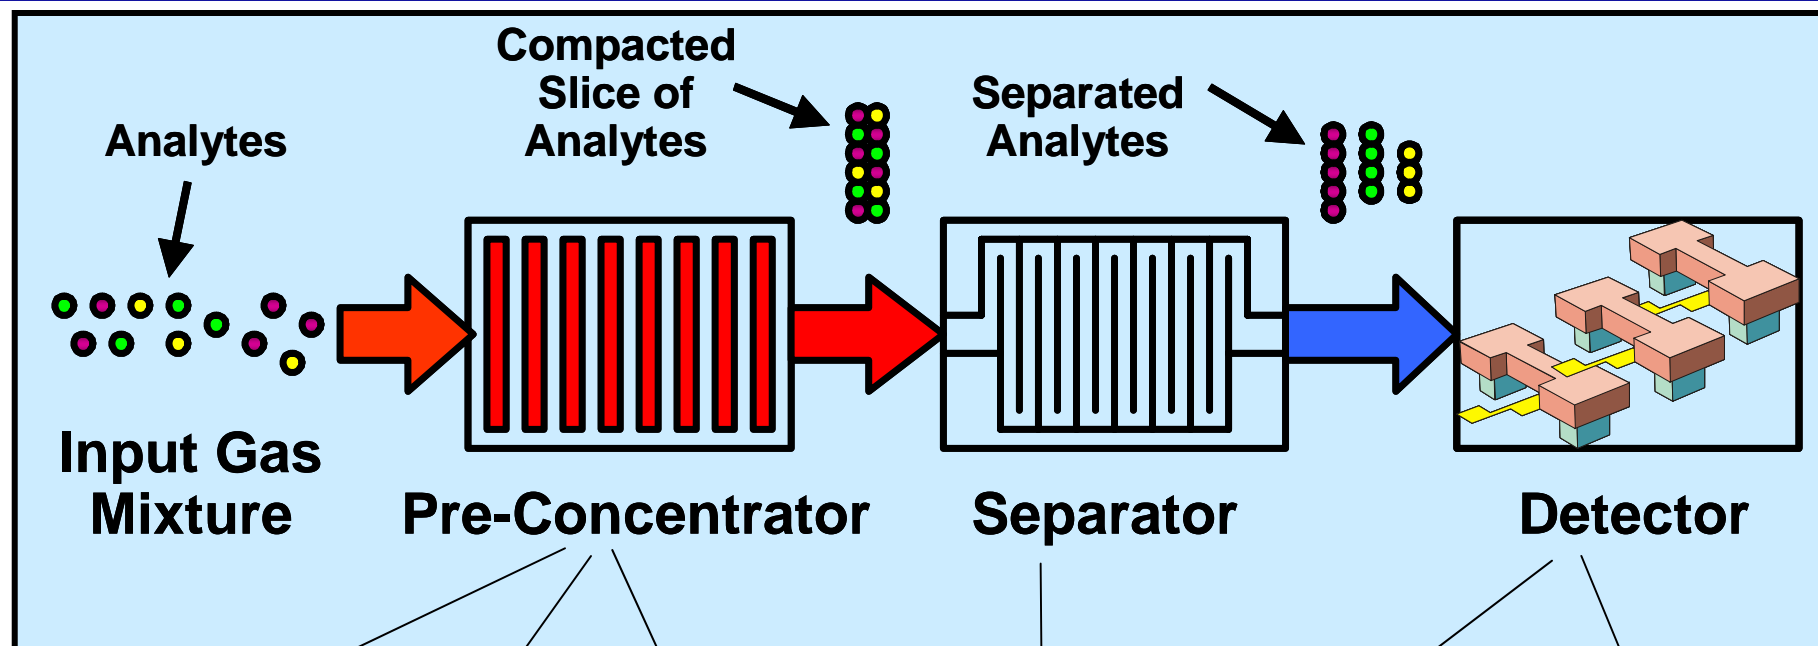 Compacted
Slice of
Analytes
Separated
Analytes
Analytes
Input Gas
Mixture
Pre-Concentrator
Separator
Detector